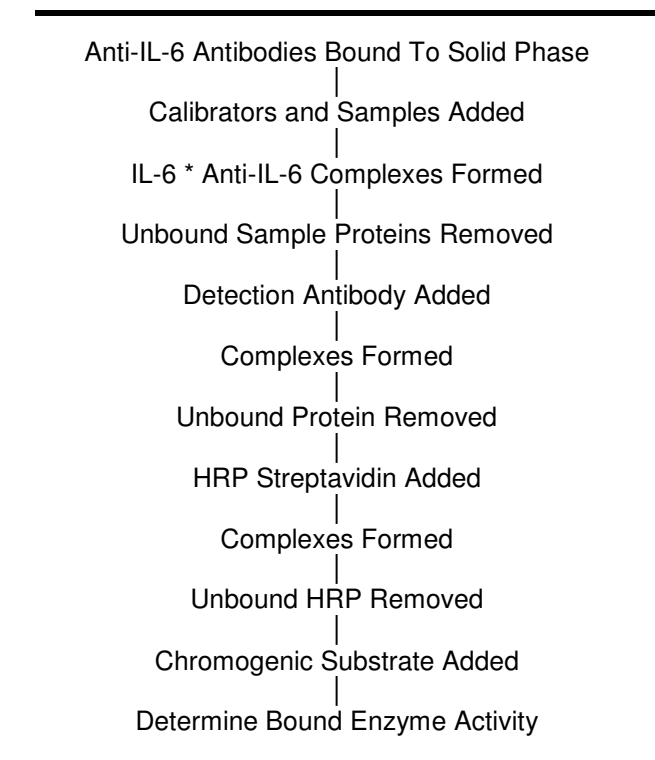 Anti-IL-6 Antibodies Bound To Solid Phase
Calibrators and Samples Added
IL-6 * Anti-IL-6 Complexes Formed
Unbound Sample Proteins Removed
Detection Antibody Added
Complexes Formed
Unbound Protein Removed
HRP Streptavidin Added
Complexes Formed
Unbound HRP Removed
Chromogenic Substrate Added
Determine Bound Enzyme Activity